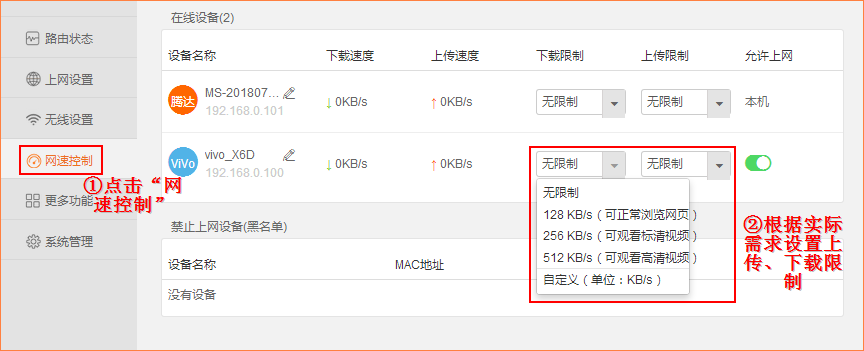 在线设备(2)
路由状态
上网设置
无线设置
网速控制
更多功能
系统管理
①点击“网
速控制”
设备名称 下载速度 上传速度 下载限制 上传限制 允许上网
腾达 MS-201807... ↓0KB/s ↑0KB/s 无限制 无限制 本机
192.168.0.101
ViVo vivo_X6D ↓0KB/s ↑0KB/s 无限制 无限制
192.168.0.100
无限制
128 KB/s（可正常浏览网页）
256 KB/s（可观看标清视频）
512 KB/s（可观看高清视频）
自定义（单位：KB/s ）
②根据实际
需求设置上
传、下载限
制
禁止上网设备(黑名单)
设备名称 MAC地址
没有设备